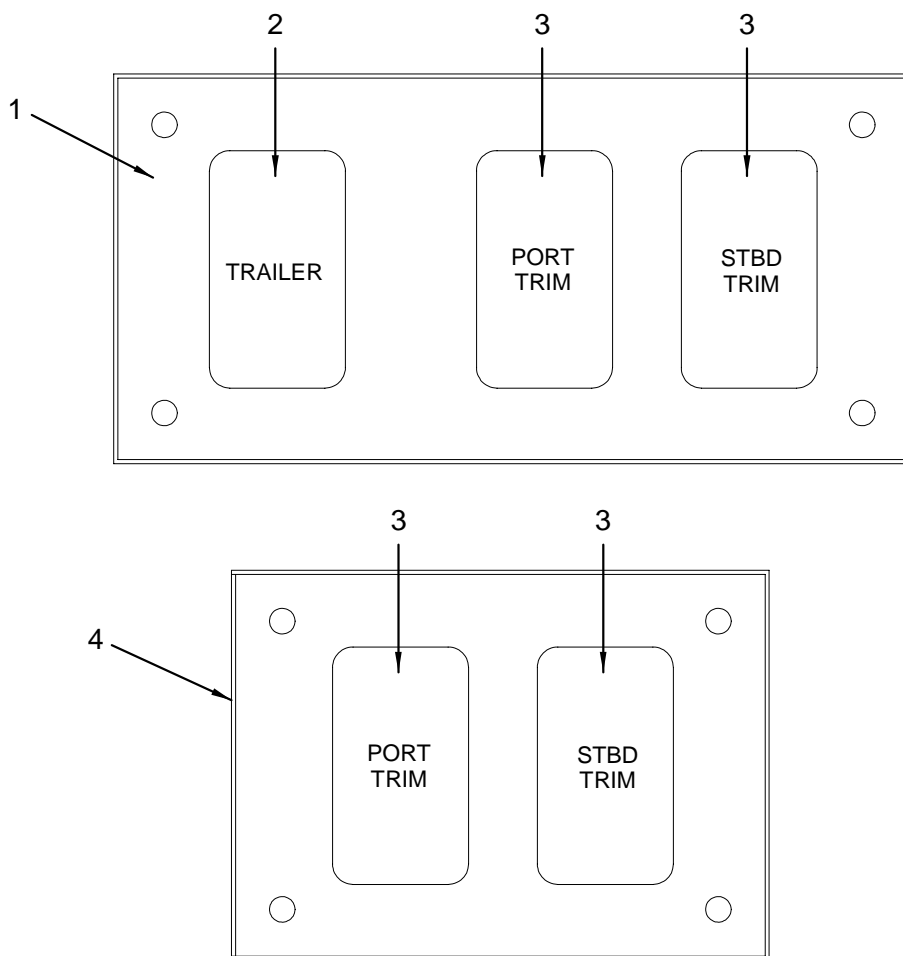 2 3 3
1
TRAILER
PORT
TRIM
STBD
TRIM
3 3
4
PORT
TRIM
STBD
TRIM